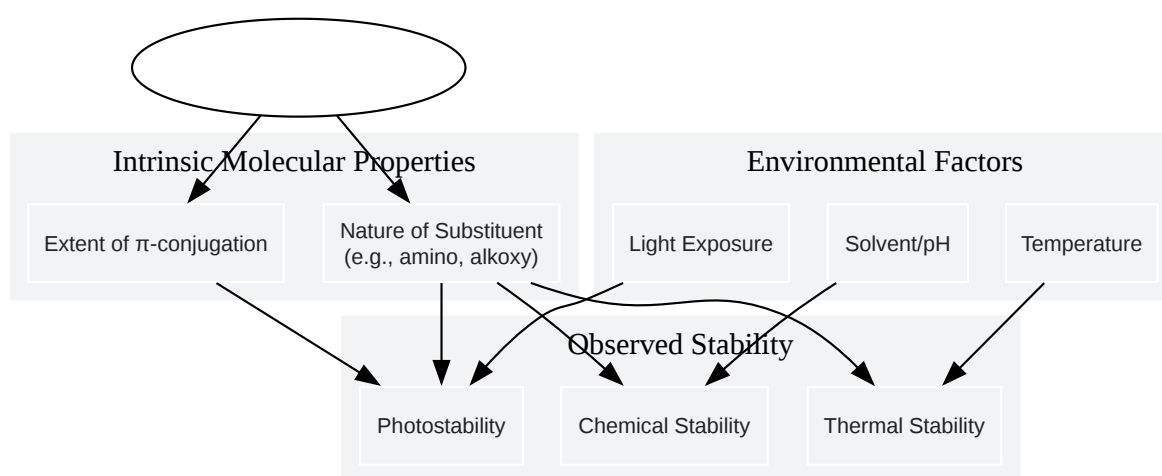 Intrinsic Molecular Properties
Environmental Factors
Extent of π-conjugation
Nature of Substituent
(e.g., amino, alkoxy)
Light Exposure
Solvent/pH
Temperature
Observed Stability
Photostability
Chemical Stability
Thermal Stability